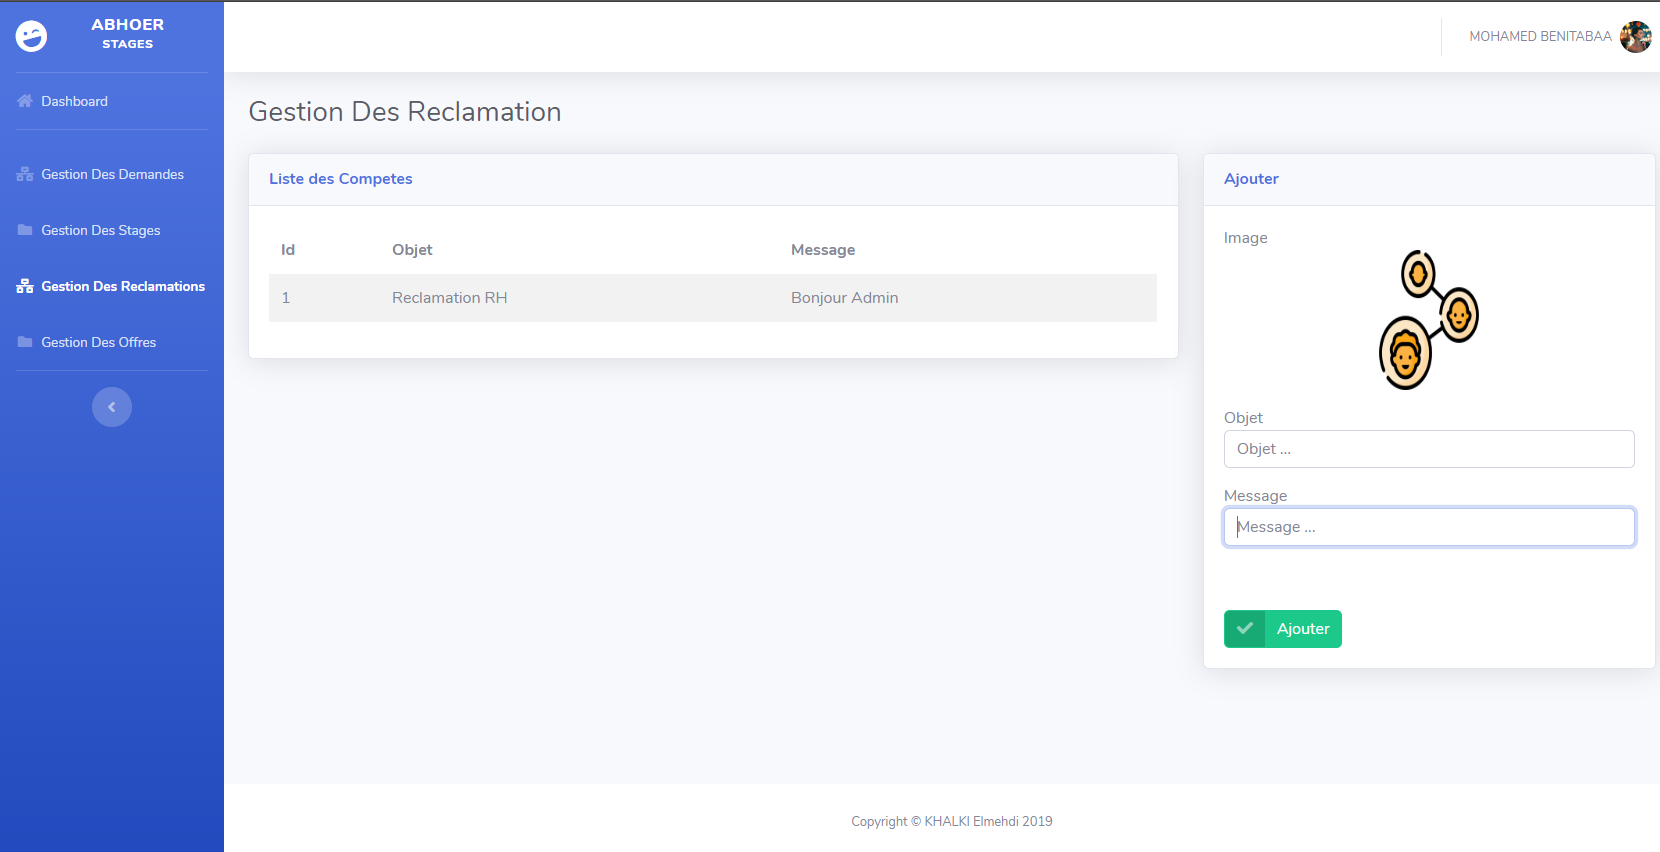 ABHOER
STAGES
Dashboard
Gestion Des Demandes
Gestion Des Stages
Gestion Des Reclamations
Gestion Des Offres
MOHAMED BENITABAA
Gestion Des Reclamation
Liste des Competes
Id Objet Message
1 Reclamation RH Bonjour Admin
Ajouter
Image
Objet
Objet ...
Message
Message ...
Ajouter
Copyright © KHALKI Elmehdi 2019